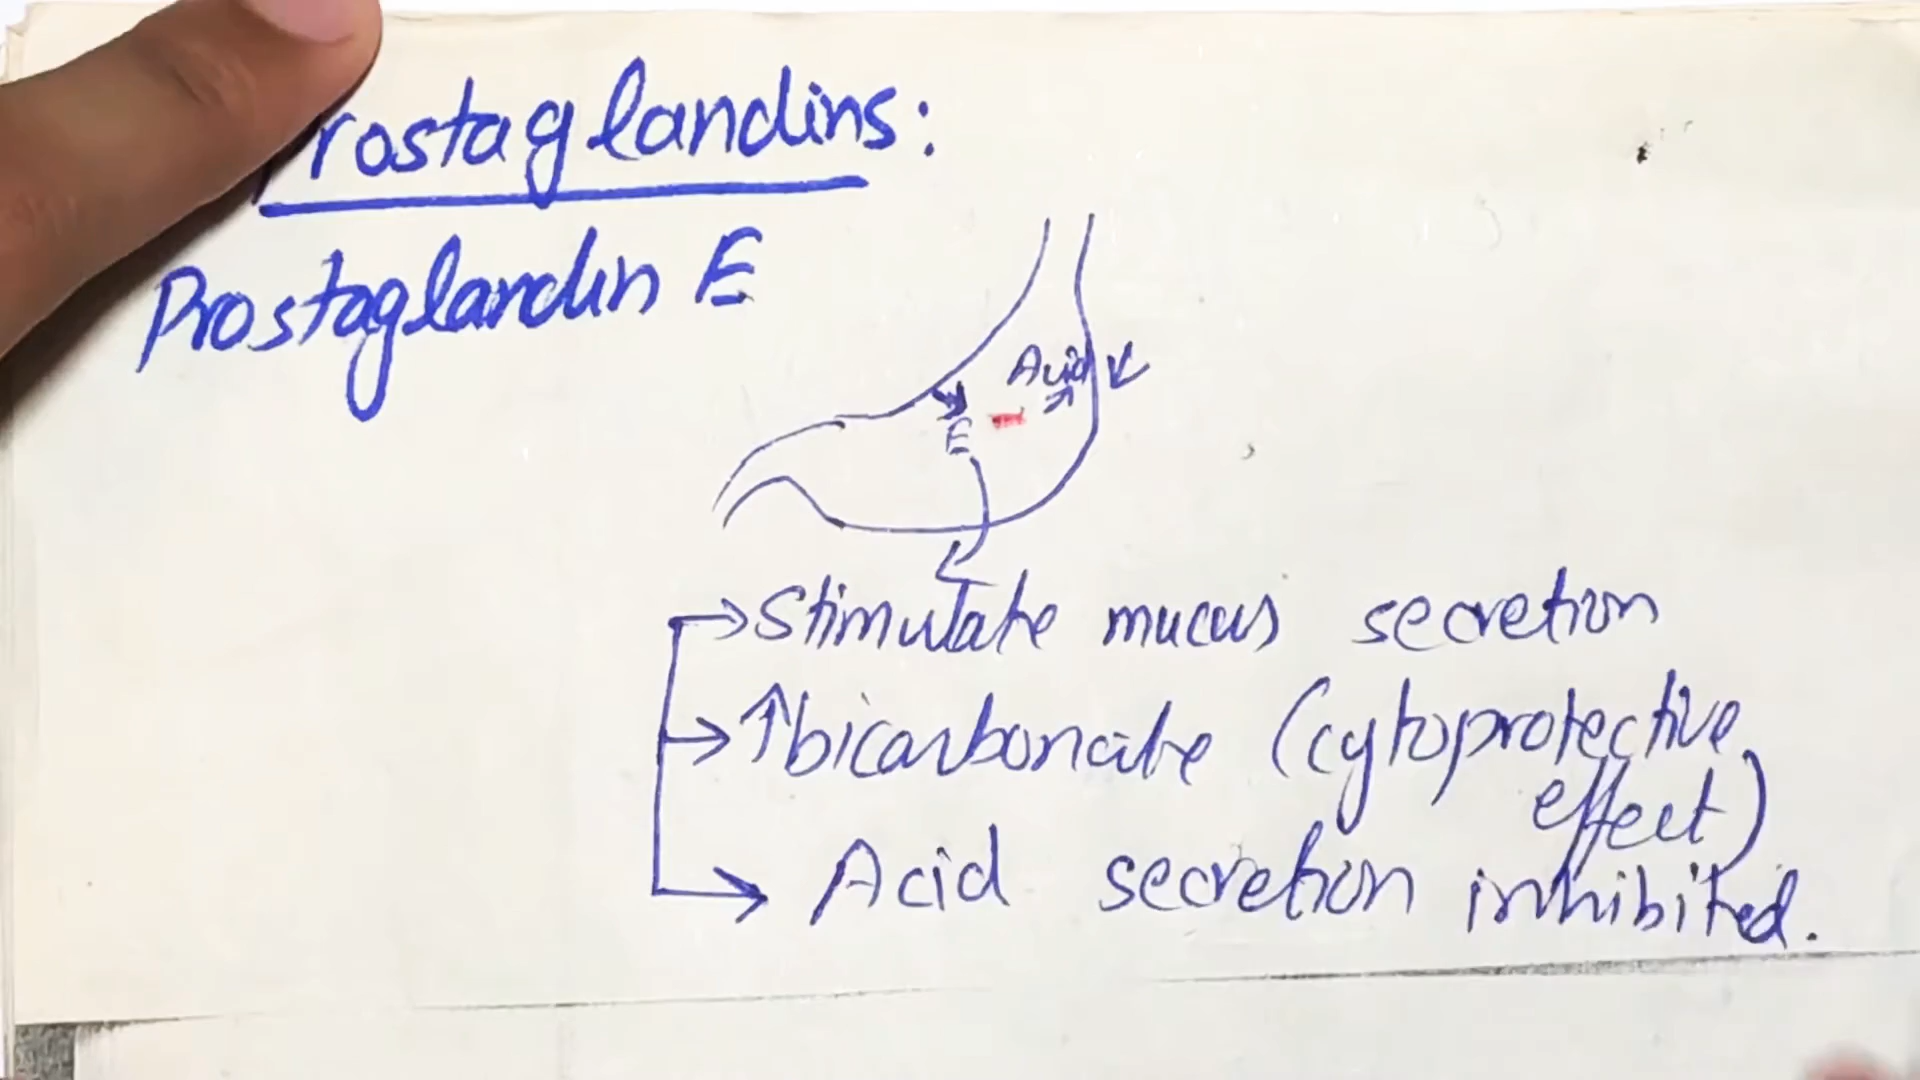 rostaglandins:
Prostaglandin E
Acid ↓
E -
→ Stimulate mucus secretion
→ ↑bicarbonate (cytoprotective
effect)
→ Acid secretion inhibited.